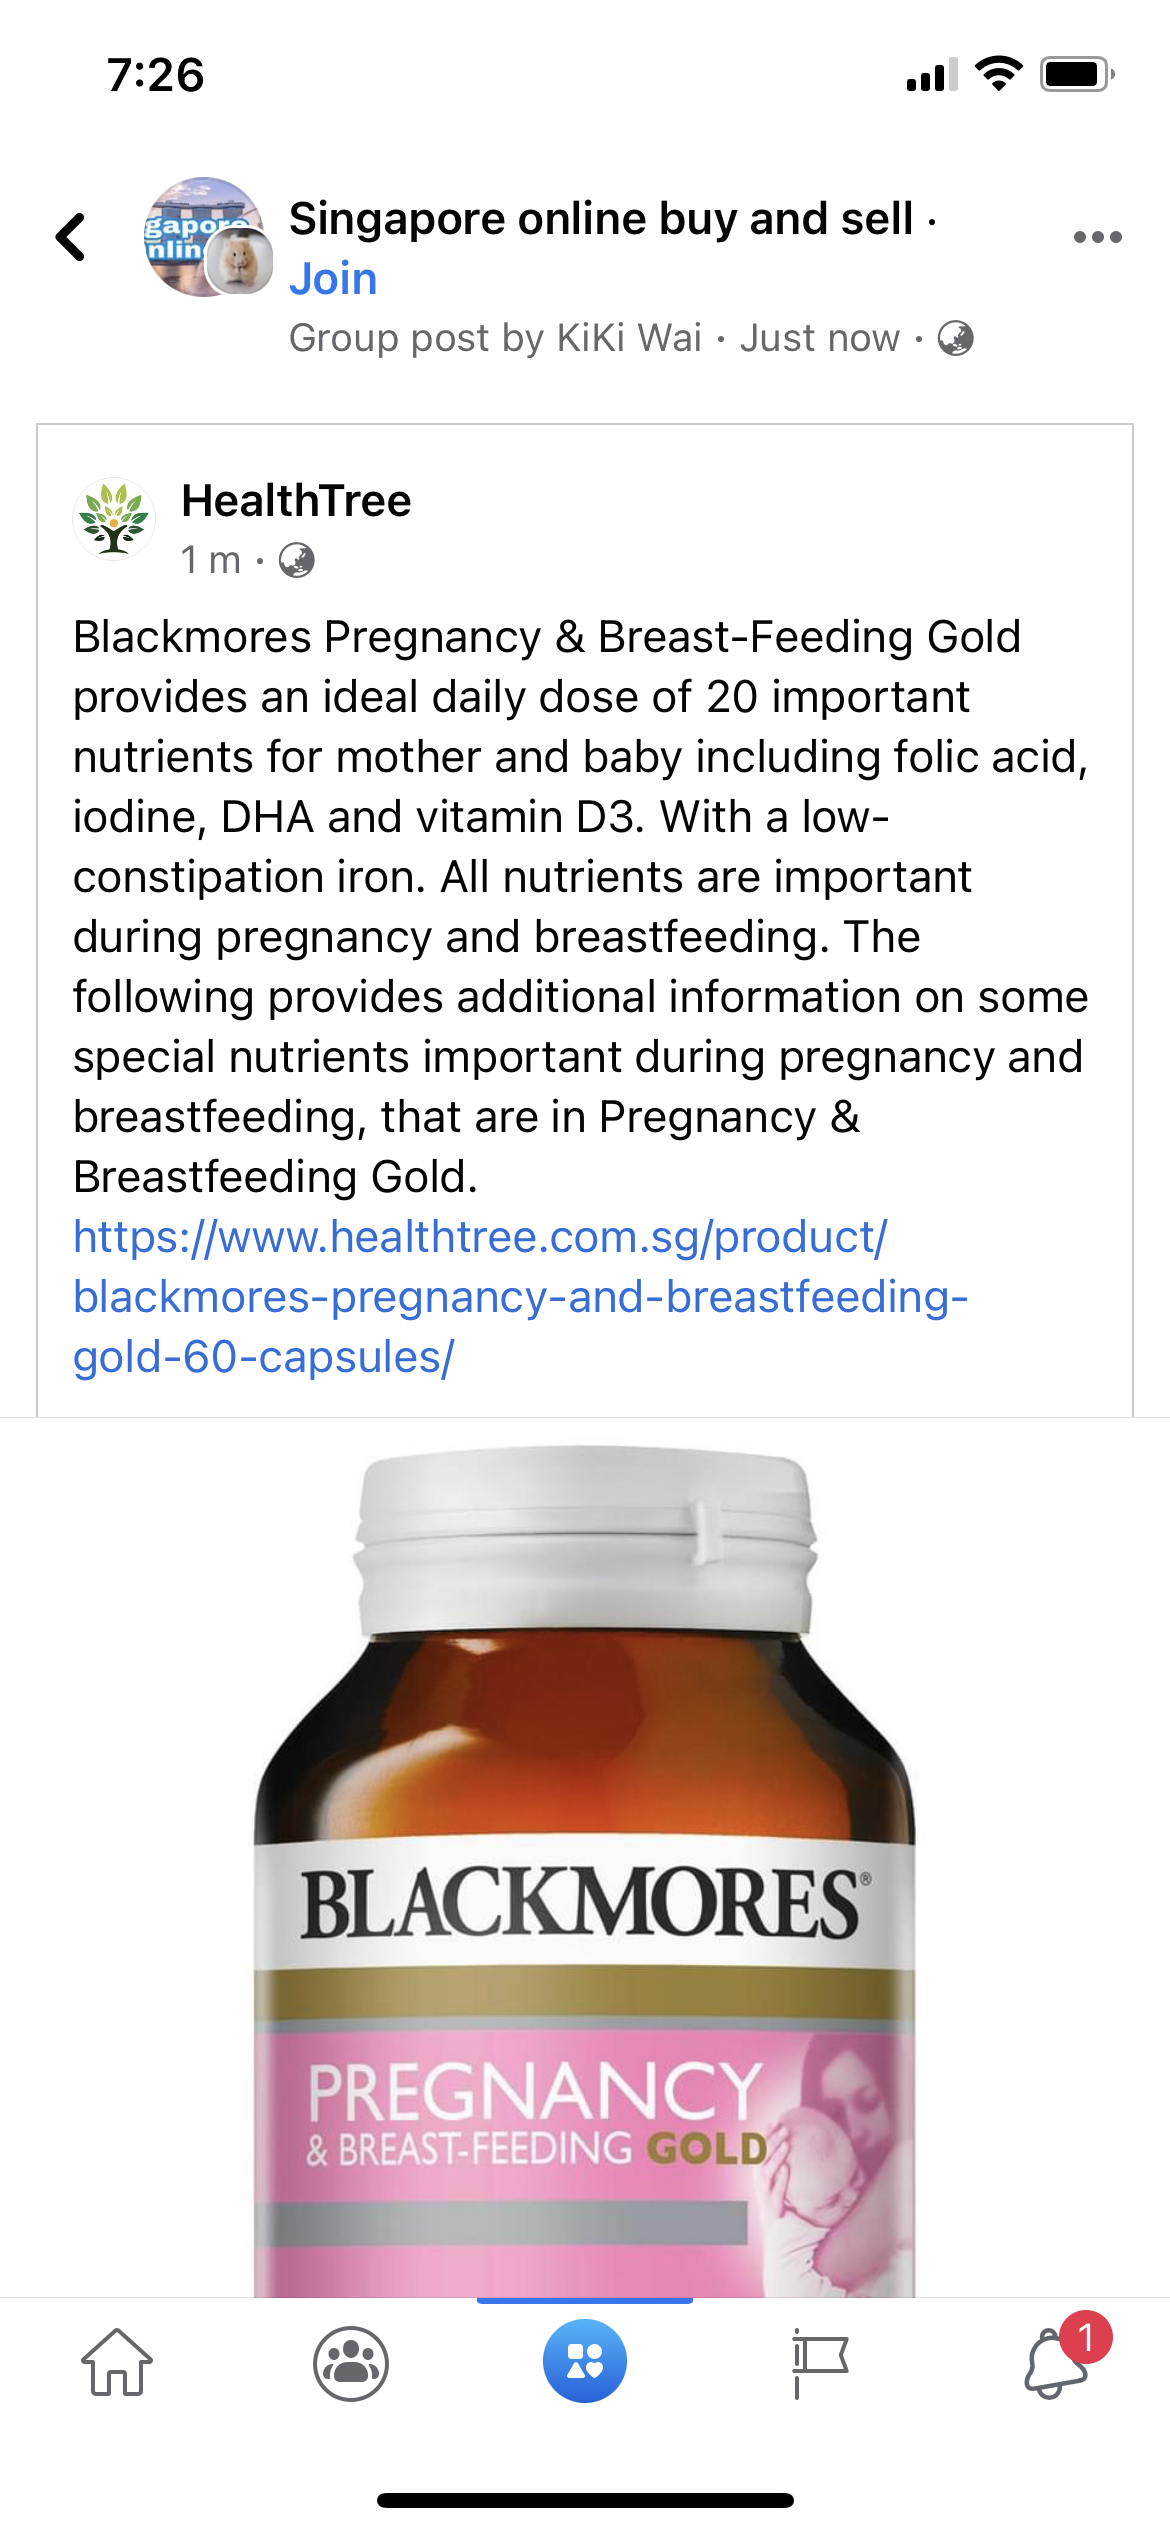 7:26
gapore
nlin
Singapore online buy and sell ·
Join
Group post by KiKi Wai · Just now ·
HealthTree
1 m ·
Blackmores Pregnancy & Breast-Feeding Gold
provides an ideal daily dose of 20 important
nutrients for mother and baby including folic acid,
iodine, DHA and vitamin D3. With a low-
constipation iron. All nutrients are important
during pregnancy and breastfeeding. The
following provides additional information on some
special nutrients important during pregnancy and
breastfeeding, that are in Pregnancy &
Breastfeeding Gold.
https://www.healthtree.com.sg/product/
blackmores-pregnancy-and-breastfeeding-
gold-60-capsules/
BLACKMORES®
PREGNANCY
& BREAST-FEEDING GOLD
1